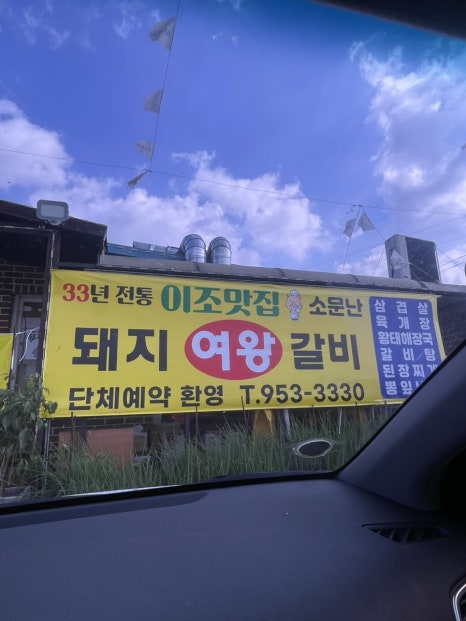 33년 전통 이조맛집 소문난
돼지 여왕 갈비
단체예약 환영 T.953-3330
삼겹살
육개장
황태해장국
갈비탕
된장찌개